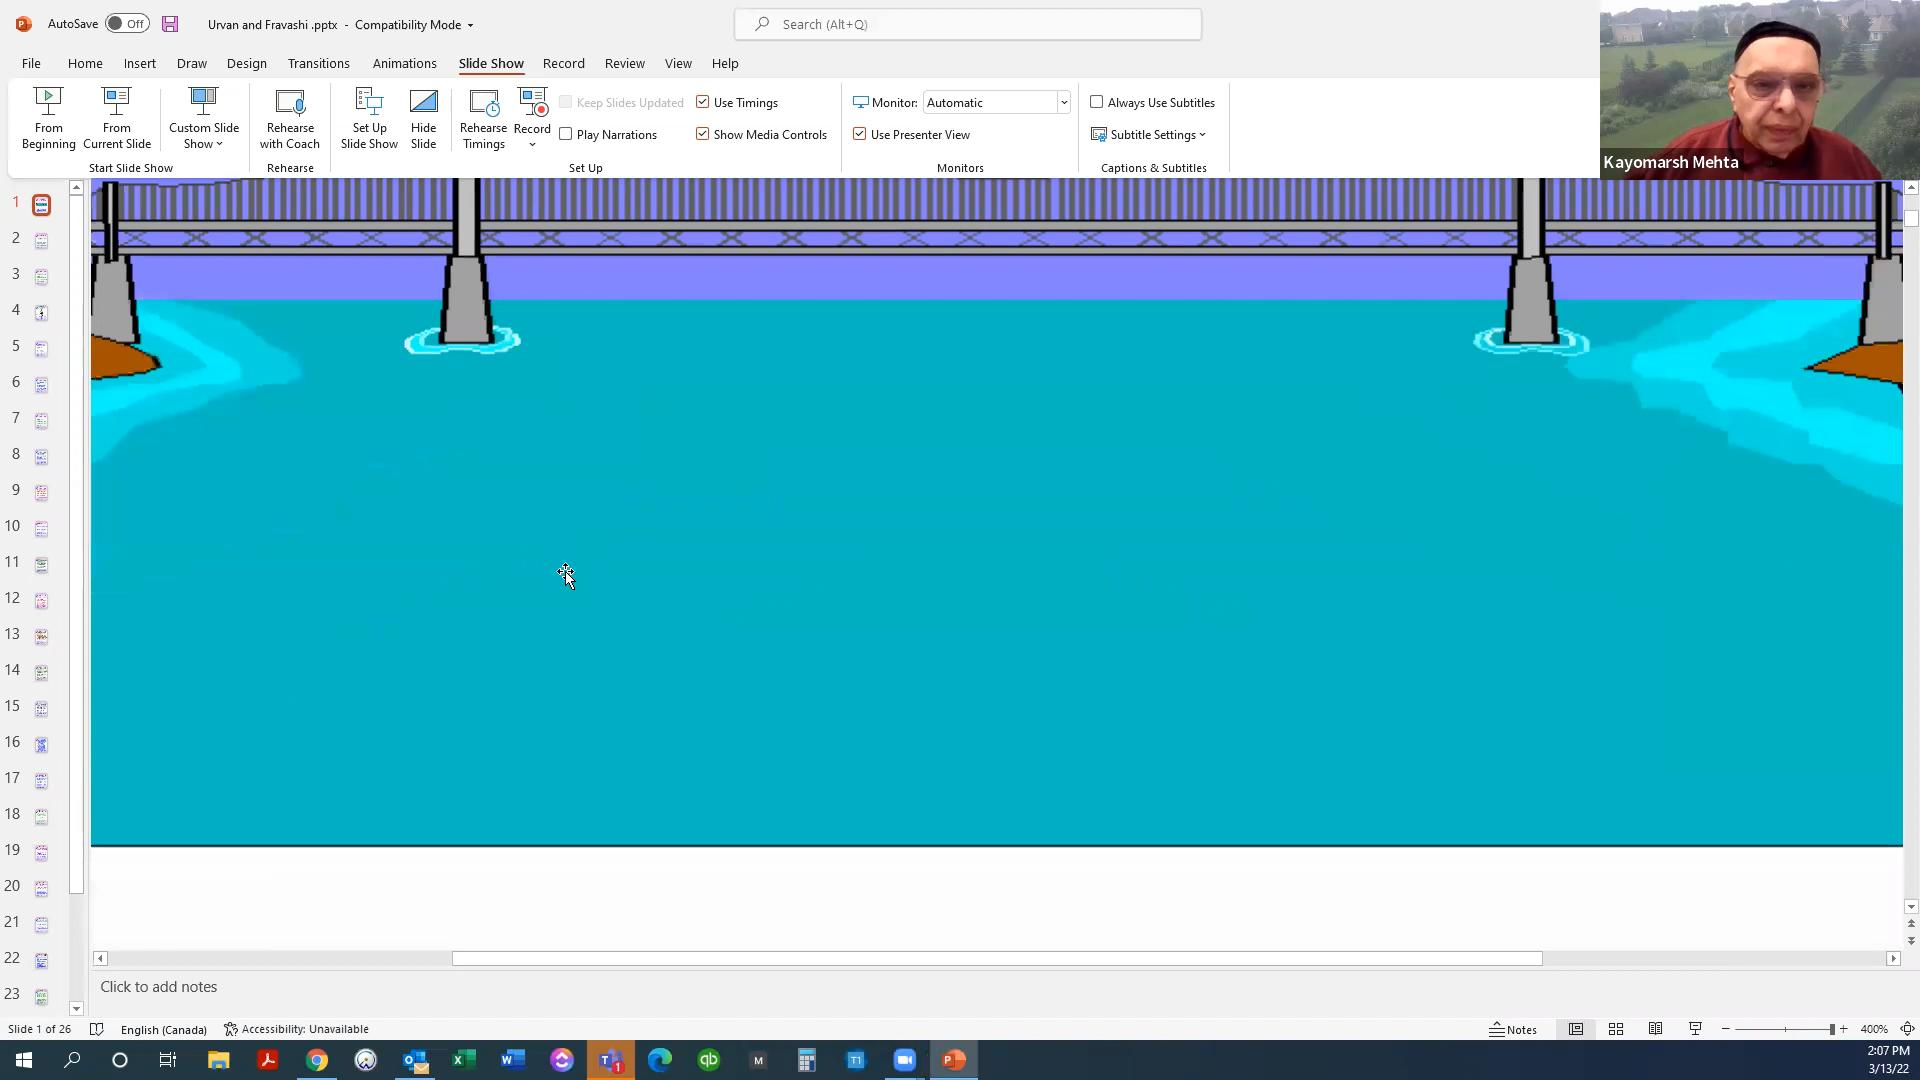 AutoSave Off Urvan and Fravashi .pptx - Compatibility Mode Search (Alt+Q)
File Home Insert Draw Design Transitions Animations Slide Show Record Review View Help
From Beginning
From Current Slide
Custom Slide Show
Rehearse with Coach
Set Up Slide Show
Hide Slide
Rehearse Timings
Record
Keep Slides Updated
Play Narrations
Use Timings
Show Media Controls
Monitor: Automatic
Use Presenter View
Always Use Subtitles
Subtitle Settings
Start Slide Show Rehearse Set Up Monitors Captions & Subtitles
Kayomarsh Mehta
1
2
3
4
5
6
7
8
9
10
11
12
13
14
15
16
17
18
19
20
21
22
23
Click to add notes
Slide 1 of 26 English (Canada) Accessibility: Unavailable Notes 400%
2:07 PM
3/13/22